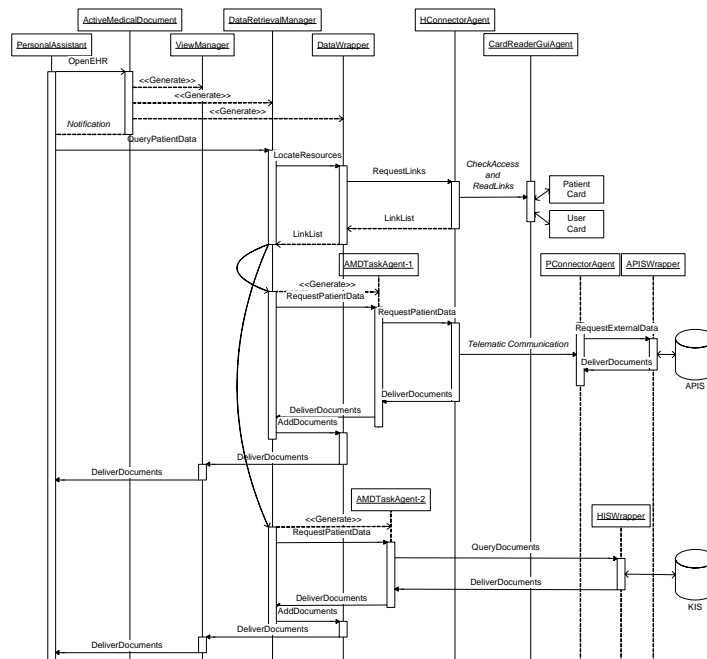 ActiveMedicalDocument
DataRetrievalManager
HConnectorAgent
PersonalAssistant
ViewManager
DataWrapper
CardReaderGuiAgent
OpenEHR
<<Generate>>
<<Generate>>
<<Generate>>
Notification
QueryPatientData
LocateResources
RequestLinks
CheckAccess
and
ReadLinks
Patient
Card
User
Card
LinkList
LinkList
AMDTaskAgent-1
PConnectorAgent
APISWrapper
<<Generate>>
RequestPatientData
RequestPatientData
RequestExternalData
Telematic Communication
DeliverDocuments
APIS
DeliverDocuments
DeliverDocuments
AddDocuments
DeliverDocuments
DeliverDocuments
AMDTaskAgent-2
HISWrapper
<<Generate>>
RequestPatientData
QueryDocuments
DeliverDocuments
KIS
DeliverDocuments
AddDocuments
DeliverDocuments
DeliverDocuments